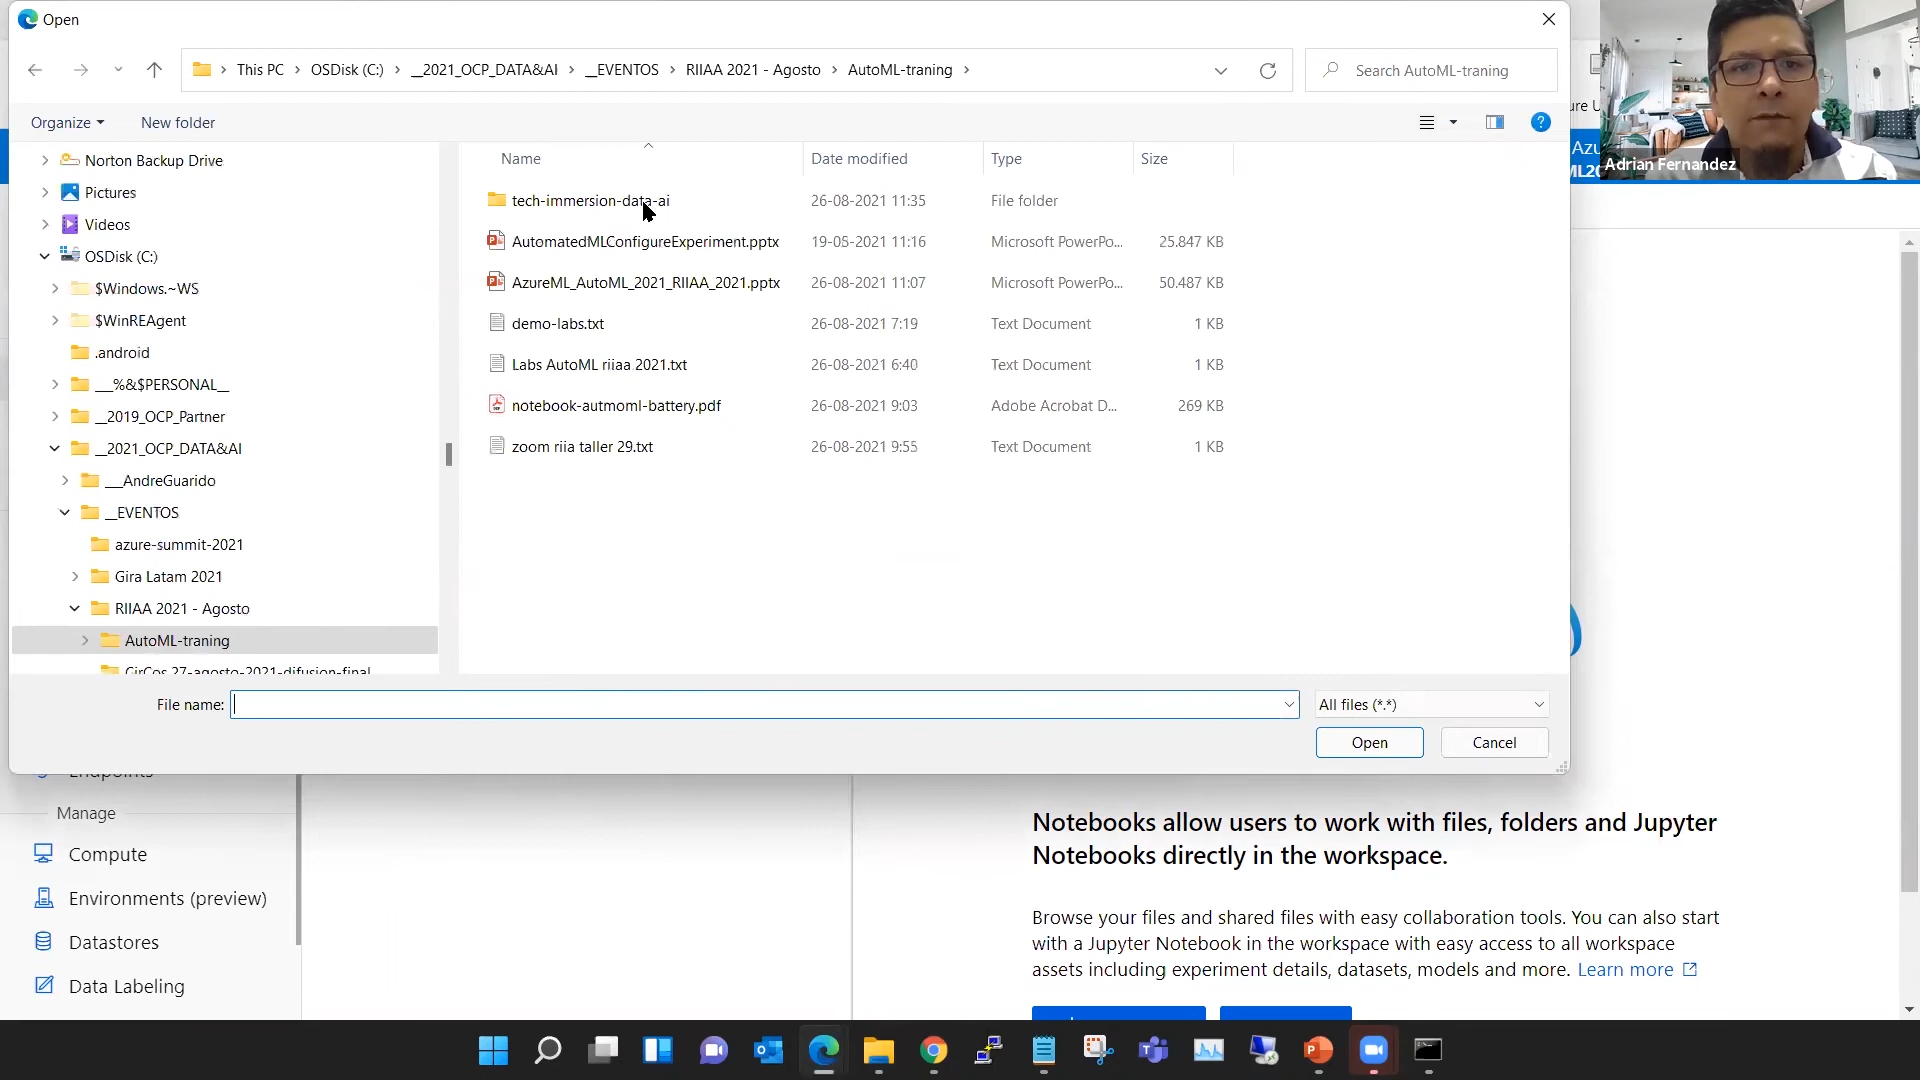 Open
This PC > OSDisk (C:) > __2021_OCP_DATA&AI > __EVENTOS > RIIAA 2021 - Agosto > AutoML-traning >
Search AutoML-traning
Organize
New folder
Norton Backup Drive
Pictures
Videos
OSDisk (C:)
$Windows.~WS
$WinREAgent
.android
___%&$PERSONAL__
__2019_OCP_Partner
__2021_OCP_DATA&AI
___AndreGuarido
__EVENTOS
azure-summit-2021
Gira Latam 2021
RIIAA 2021 - Agosto
AutoML-traning
GirCos 27-agosto-2021-difusion-final
Name Date modified Type Size
tech-immersion-data-ai 26-08-2021 11:35 File folder
AutomatedMLConfigureExperiment.pptx 19-05-2021 11:16 Microsoft PowerPo... 25.847 KB
AzureML_AutoML_2021_RIIAA_2021.pptx 26-08-2021 11:07 Microsoft PowerPo... 50.487 KB
demo-labs.txt 26-08-2021 7:19 Text Document 1 KB
Labs AutoML riiaa 2021.txt 26-08-2021 6:40 Text Document 1 KB
notebook-autmoml-battery.pdf 26-08-2021 9:03 Adobe Acrobat D... 269 KB
zoom riia taller 29.txt 26-08-2021 9:55 Text Document 1 KB
File name:
All files (*.*)
Open
Cancel
Adrian Fernandez
Endpoints
Manage
Compute
Environments (preview)
Datastores
Data Labeling
Notebooks allow users to work with files, folders and Jupyter
Notebooks directly in the workspace.
Browse your files and shared files with easy collaboration tools. You can also start
with a Jupyter Notebook in the workspace with easy access to all workspace
assets including experiment details, datasets, models and more. Learn more